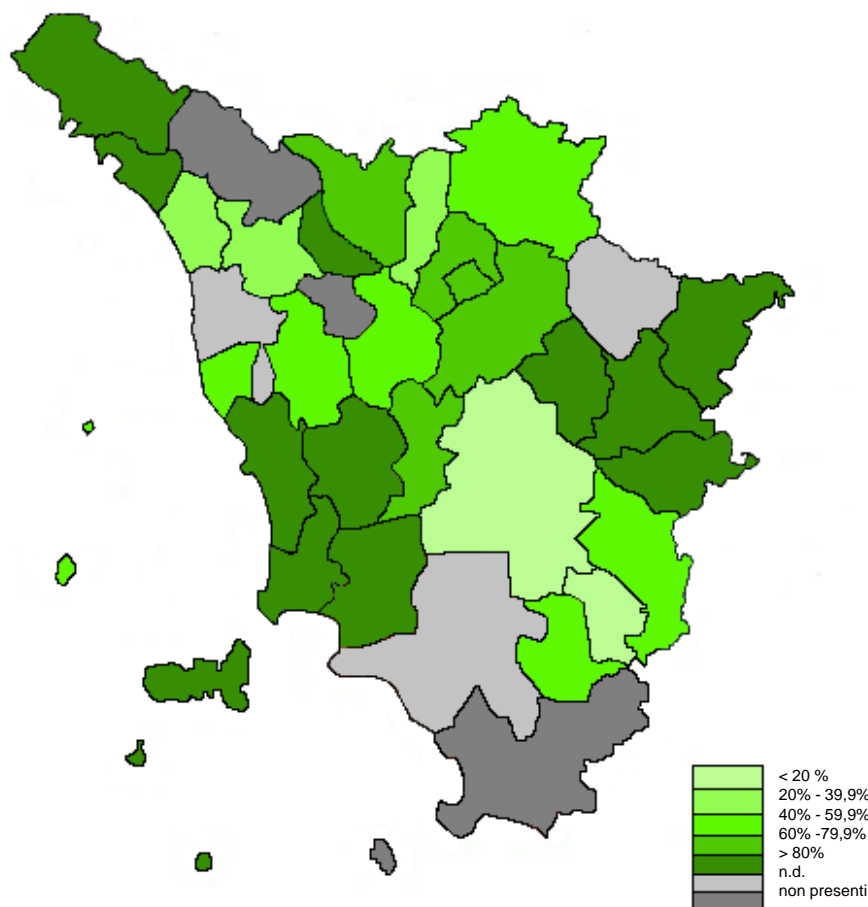 < 20 %
20% - 39,9%
40% - 59,9%
60% -79,9%
> 80%
n.d.
non presenti